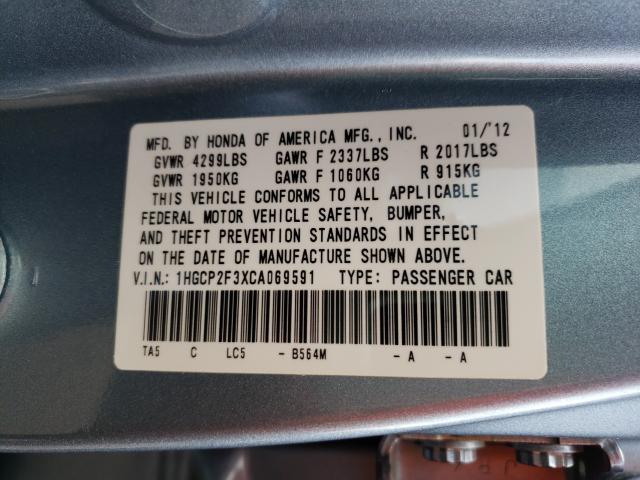 MFD. BY HONDA OF AMERICA MFG., INC. 01/'12
GVWR 4299LBS GAWR F 2337LBS R 2017LBS
GVWR 1950KG GAWR F 1060KG R 915KG
THIS VEHICLE CONFORMS TO ALL APPLICABLE
FEDERAL MOTOR VEHICLE SAFETY, BUMPER,
AND THEFT PREVENTION STANDARDS IN EFFECT
ON THE DATE OF MANUFACTURE SHOWN ABOVE.
V.I.N.: 1HGCP2F3XCA069591 TYPE: PASSENGER CAR
TA5 C LC5 - B564M - A - A